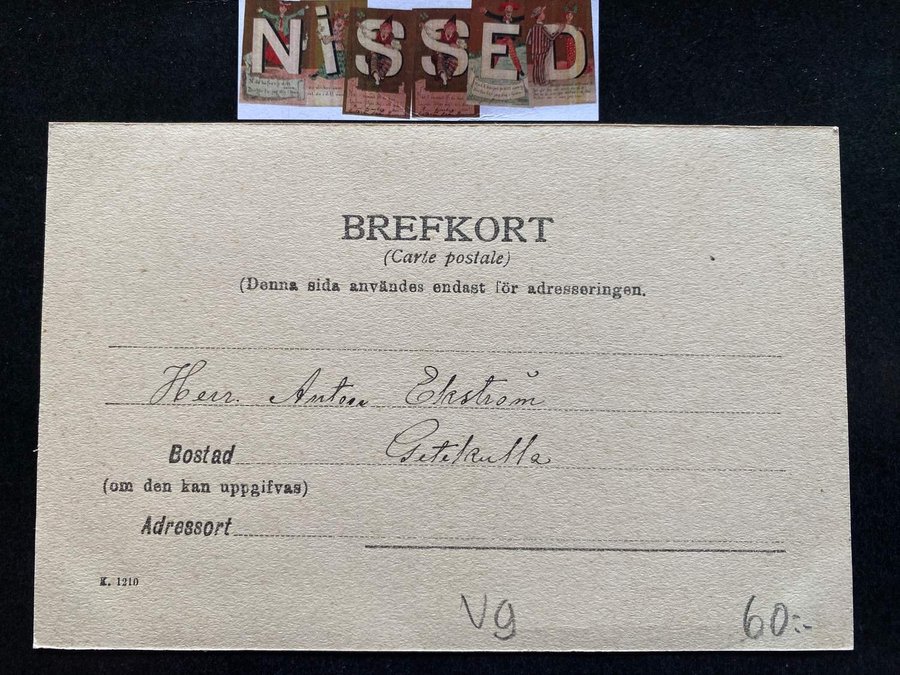 NISSED
BREFKORT
(Carte postale)
(Denna sida användes endast för adresseringen.
Herr. Anton Ekström
Bostad Getekulla
(om den kan uppgifvas)
Adressort
K. 1210
Vg 60:-